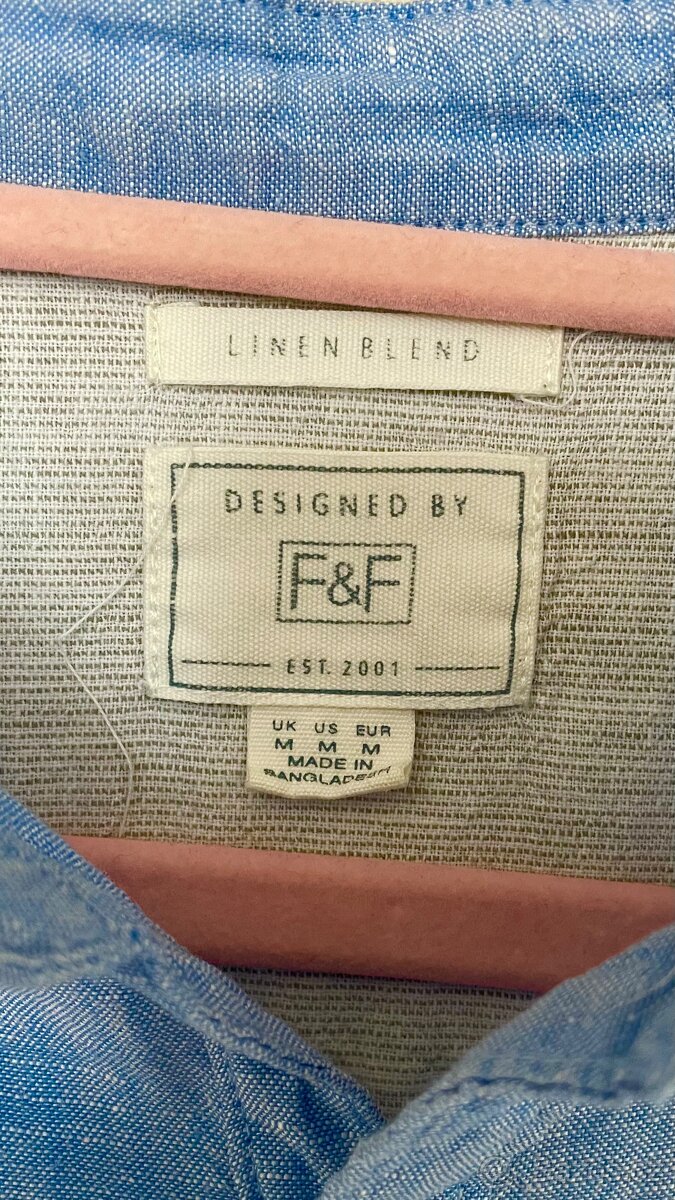 LINEN BLEND
DESIGNED BY
F&F
EST. 2001
UK US EUR
M M M
MADE IN
BANGLADESH